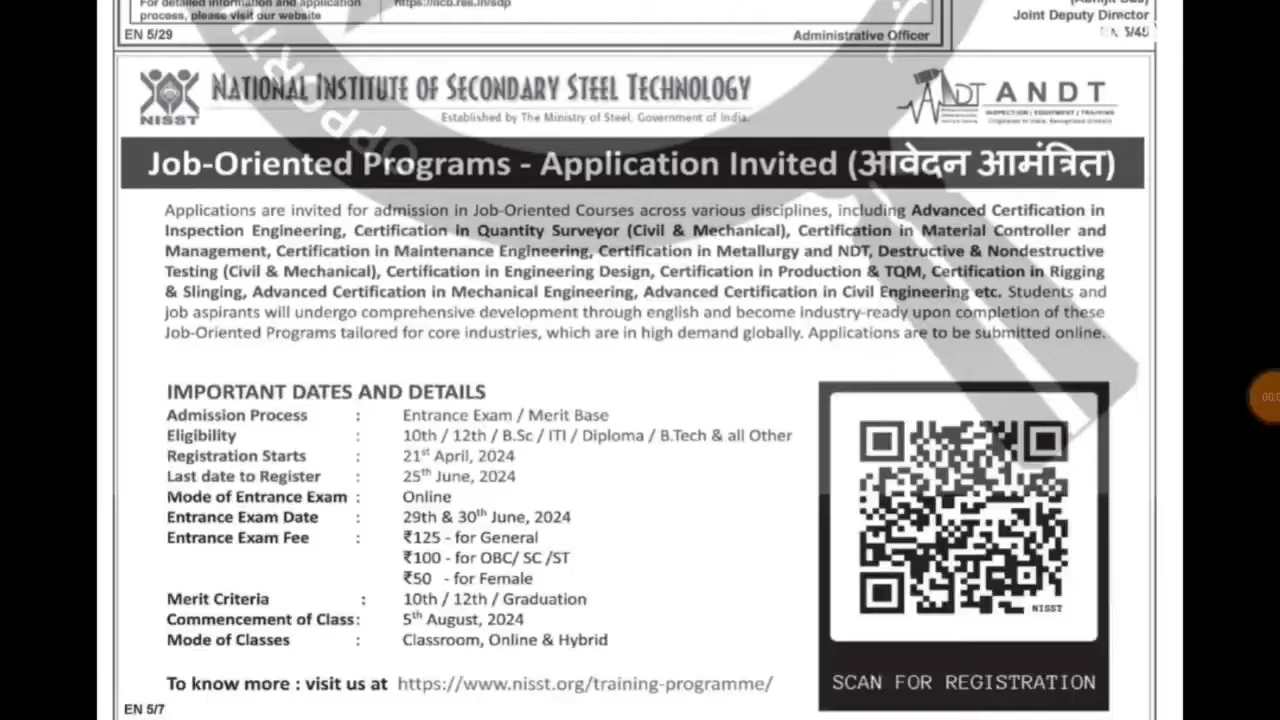 For detailed information and application
process, please visit our website
https://iicb.res.in/sdp
EN 5/29
Administrative Officer
Joint Deputy Director
EN 5/48
NISST
NATIONAL INSTITUTE OF SECONDARY STEEL TECHNOLOGY
Established by The Ministry of Steel, Government of India.
ANDT
INSPECTION | EQUIPMENT | TRAINING
Job-Oriented Programs - Application Invited (आवेदन आमंत्रित)
Applications are invited for admission in Job-Oriented Courses across various disciplines, including Advanced Certification in
Inspection Engineering, Certification in Quantity Surveyor (Civil & Mechanical), Certification in Material Controller and
Management, Certification in Maintenance Engineering, Certification in Metallurgy and NDT, Destructive & Nondestructive
Testing (Civil & Mechanical), Certification in Engineering Design, Certification in Production & TQM, Certification in Rigging
& Slinging, Advanced Certification in Mechanical Engineering, Advanced Certification in Civil Engineering etc. Students and
job aspirants will undergo comprehensive development through english and become industry-ready upon completion of these
Job-Oriented Programs tailored for core industries, which are in high demand globally. Applications are to be submitted online.
IMPORTANT DATES AND DETAILS
Admission Process : Entrance Exam / Merit Base
Eligibility : 10th / 12th / B.Sc / ITI / Diploma / B.Tech & all Other
Registration Starts : 21st April, 2024
Last date to Register : 25th June, 2024
Mode of Entrance Exam : Online
Entrance Exam Date : 29th & 30th June, 2024
Entrance Exam Fee : ₹125 - for General
₹100 - for OBC/ SC /ST
₹50 - for Female
Merit Criteria : 10th / 12th / Graduation
Commencement of Class: 5th August, 2024
Mode of Classes : Classroom, Online & Hybrid
To know more : visit us at https://www.nisst.org/training-programme/
EN 5/7
NISST
SCAN FOR REGISTRATION